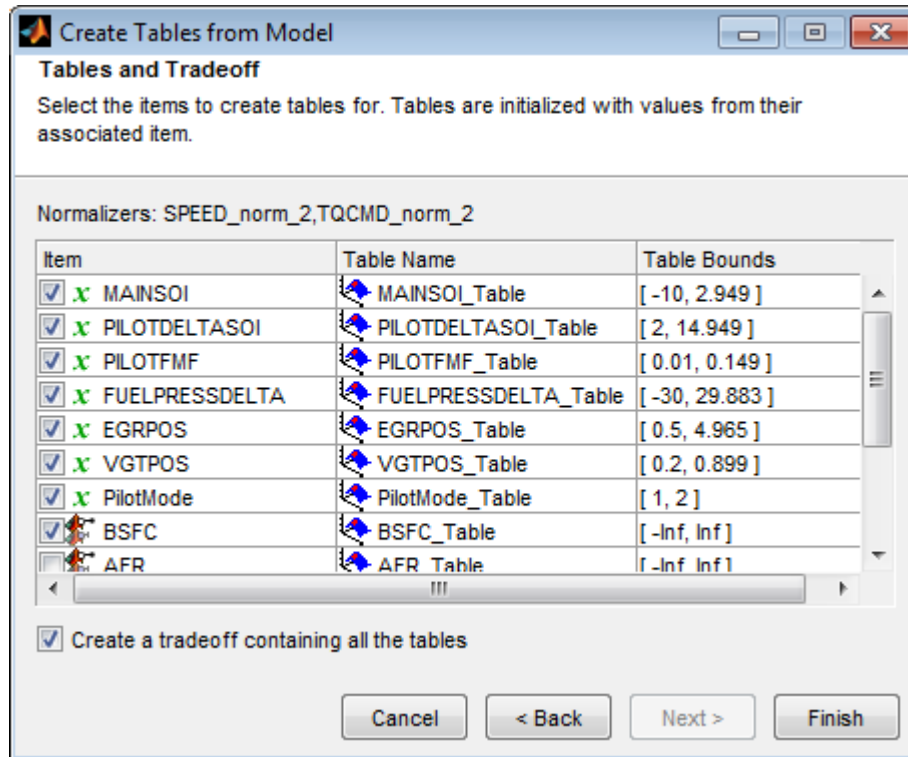 Create Tables from Model
Tables and Tradeoff
Select the items to create tables for. Tables are initialized with values from their
associated item.
Normalizers: SPEED_norm_2,TQCMD_norm_2
Item Table Name Table Bounds
x MAINSOI MAINSOI_Table [ -10, 2.949 ]
x PILOTDELTASOI PILOTDELTASOI_Table [ 2, 14.949 ]
x PILOTFMF PILOTFMF_Table [ 0.01, 0.149 ]
x FUELPRESSDELTA FUELPRESSDELTA_Table [ -30, 29.883 ]
x EGRPOS EGRPOS_Table [ 0.5, 4.965 ]
x VGTPOS VGTPOS_Table [ 0.2, 0.899 ]
x PilotMode PilotMode_Table [ 1, 2 ]
BSFC BSFC_Table [ -Inf, Inf ]
AFR AFR_Table [ -Inf, Inf ]
Create a tradeoff containing all the tables
Cancel < Back Next > Finish